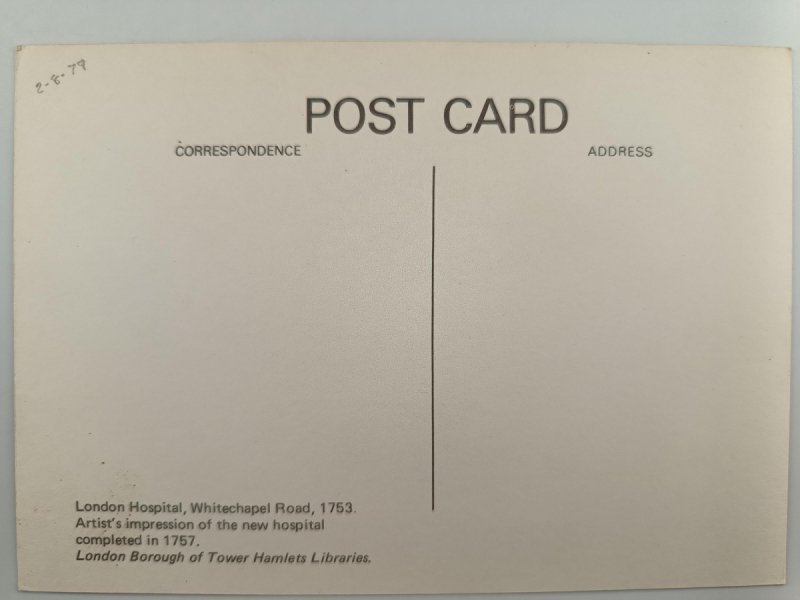 2-8-79
POST CARD
CORRESPONDENCE
ADDRESS
London Hospital, Whitechapel Road, 1753.
Artist's impression of the new hospital
completed in 1757.
London Borough of Tower Hamlets Libraries.